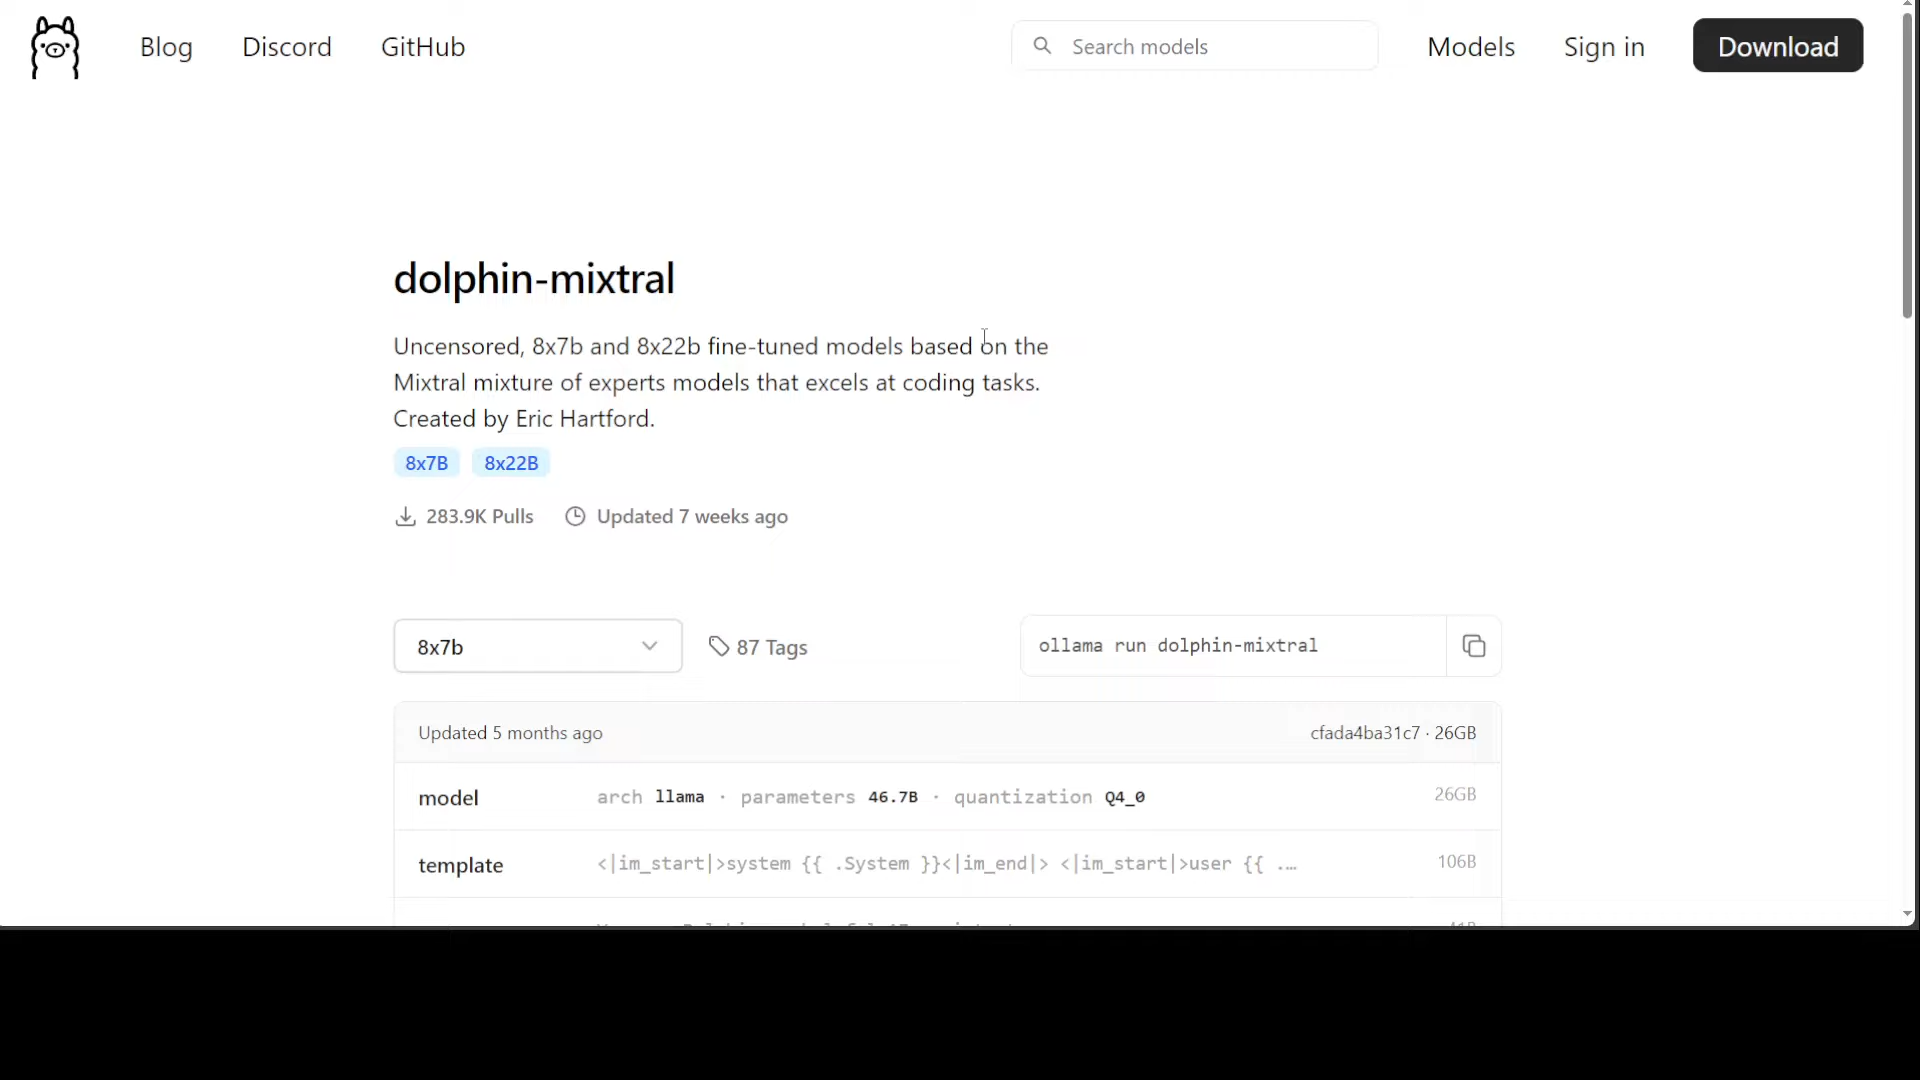 Blog Discord GitHub Search models Models Sign in Download
dolphin-mixtral
Uncensored, 8x7b and 8x22b fine-tuned models based on the
Mixtral mixture of experts models that excels at coding tasks.
Created by Eric Hartford.
8x7B 8x22B
283.9K Pulls Updated 7 weeks ago
8x7b 87 Tags ollama run dolphin-mixtral
Updated 5 months ago cfada4ba31c7 · 26GB
model arch llama · parameters 46.7B · quantization Q4_0 26GB
template <|im_start|>system {{ .System }}<|im_end|> <|im_start|>user {{ .… 106B